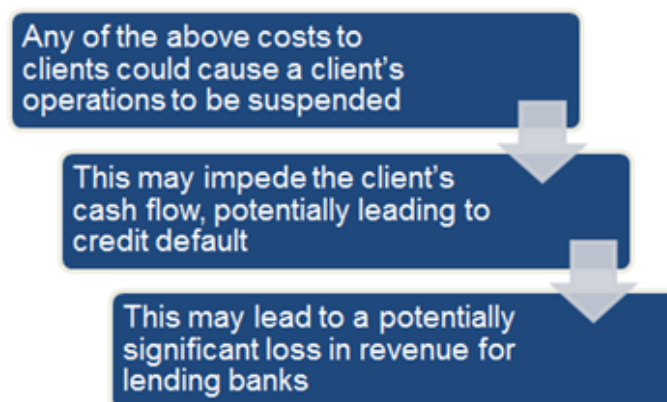 Any of the above costs to
clients could cause a client's
operations to be suspended
This may impede the client's
cash flow, potentially leading to
credit default
This may lead to a potentially
significant loss in revenue for
lending banks